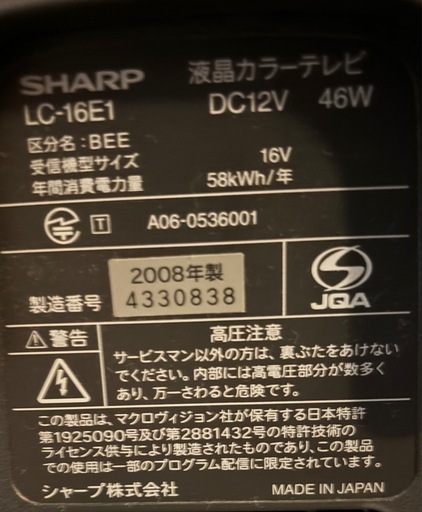 SHARP 液晶カラーテレビ
LC-16E1 DC12V 46W
区分名:BEE
受信機型サイズ 16V
年間消費電力量 58kWh/年
T A06-0536001
2008年製
製造番号 4330838
JQA
警告 高圧注意
サービスマン以外の方は、裏ぶたをあけない
でください。内部には高電圧部分が数多く
あり、万一さわると危険です。
この製品は、マクロヴィジョン社が保有する日本特許
第1925090号及び第2881432号の特許技術の
ライセンス供与により製造されており、この製品
での使用は一部のプログラム配信に限定されています。
シャープ株式会社 MADE IN JAPAN